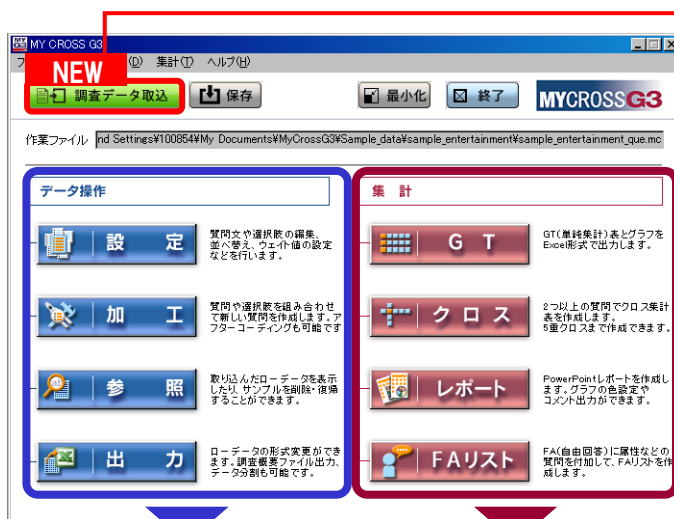 MY CROSS G3
NEW
(D) 集計(T) ヘルプ(H)
調査データ取込 保存 最小化 終了 MYCROSSG3
作業ファイル nd Settings¥100854¥My Documents¥MyCrossG3¥Sample_data¥sample_entertainment¥sample_entertainment_que.mc
データ操作
設 定
質問文や選択肢の編集、
並べ替え、ウェイト値の設定
などを行います。
加 工
質問や選択肢を組み合わせ
て新しい質問を作成します。ア
フターコーディングも可能です
参 照
取り込んだローデータを表示
したり、サンプルを削除・復帰
することができます。
出 力
ローデータの形式変更ができ
ます。調査概要ファイル出力、
データ分割も可能です。
集 計
G T
GT(単純集計)表とグラフを
Excel形式で出力します。
クロス
2つ以上の質問でクロス集計
表を作成します。
5重クロスまで作成できます。
レポート
PowerPointレポートを作成し
ます。グラフの色設定や
コメント出力ができます。
FAリスト
FA(自由回答)に属性などの
質問を付加して、FAリストを作
成します。